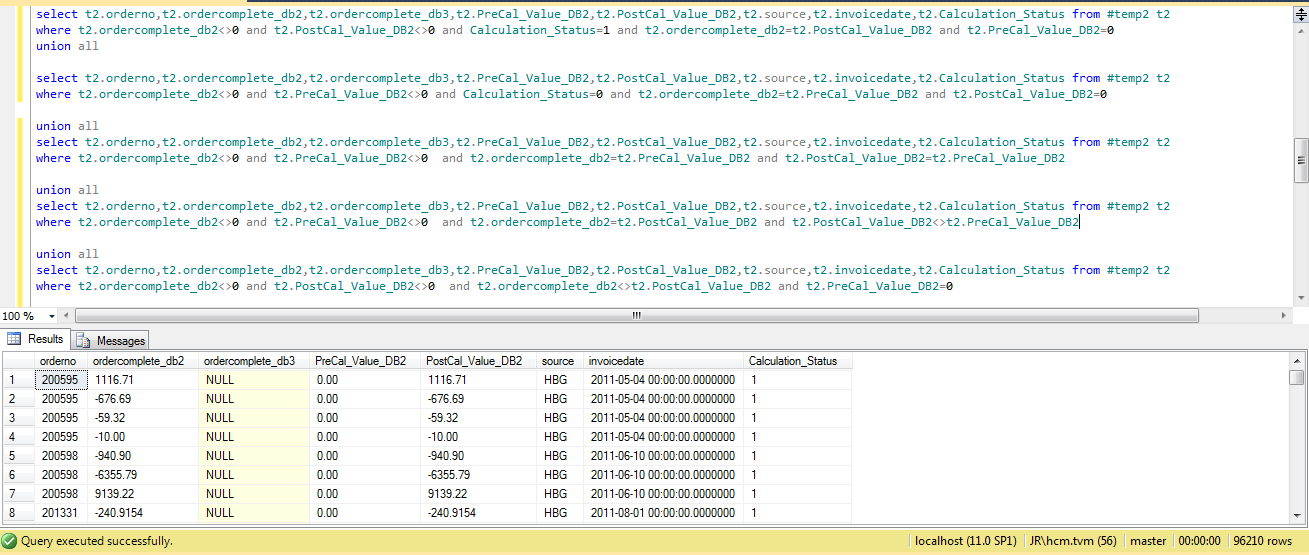 select t2.orderno,t2.ordercomplete_db2,t2.ordercomplete_db3,t2.PreCal_Value_DB2,t2.PostCal_Value_DB2,t2.source,t2.invoicedate,t2.Calculation_Status from #temp2 t2
where t2.ordercomplete_db2<>0 and t2.PostCal_Value_DB2<>0 and Calculation_Status=1 and t2.ordercomplete_db2=t2.PostCal_Value_DB2 and t2.PreCal_Value_DB2=0
union all
select t2.orderno,t2.ordercomplete_db2,t2.ordercomplete_db3,t2.PreCal_Value_DB2,t2.PostCal_Value_DB2,t2.source,t2.invoicedate,t2.Calculation_Status from #temp2 t2
where t2.ordercomplete_db2<>0 and t2.PreCal_Value_DB2<>0 and Calculation_Status=0 and t2.ordercomplete_db2=t2.PreCal_Value_DB2 and t2.PostCal_Value_DB2=0
union all
select t2.orderno,t2.ordercomplete_db2,t2.ordercomplete_db3,t2.PreCal_Value_DB2,t2.PostCal_Value_DB2,t2.source,t2.invoicedate,t2.Calculation_Status from #temp2 t2
where t2.ordercomplete_db2<>0 and t2.PreCal_Value_DB2<>0  and t2.ordercomplete_db2=t2.PreCal_Value_DB2 and t2.PostCal_Value_DB2=t2.PreCal_Value_DB2
union all
select t2.orderno,t2.ordercomplete_db2,t2.ordercomplete_db3,t2.PreCal_Value_DB2,t2.PostCal_Value_DB2,t2.source,t2.invoicedate,t2.Calculation_Status from #temp2 t2
where t2.ordercomplete_db2<>0 and t2.PreCal_Value_DB2<>0  and t2.ordercomplete_db2=t2.PostCal_Value_DB2 and t2.PostCal_Value_DB2<>t2.PreCal_Value_DB2
union all
select t2.orderno,t2.ordercomplete_db2,t2.ordercomplete_db3,t2.PreCal_Value_DB2,t2.PostCal_Value_DB2,t2.source,t2.invoicedate,t2.Calculation_Status from #temp2 t2
where t2.ordercomplete_db2<>0 and t2.PostCal_Value_DB2<>0  and t2.ordercomplete_db2<>t2.PostCal_Value_DB2 and t2.PreCal_Value_DB2=0
100 %
Results Messages
orderno ordercomplete_db2 ordercomplete_db3 PreCal_Value_DB2 PostCal_Value_DB2 source invoicedate Calculation_Status
1 200595 1116.71 NULL 0.00 1116.71 HBG 2011-05-04 00:00:00.0000000 1
2 200595 -676.69 NULL 0.00 -676.69 HBG 2011-05-04 00:00:00.0000000 1
3 200595 -59.32 NULL 0.00 -59.32 HBG 2011-05-04 00:00:00.0000000 1
4 200595 -10.00 NULL 0.00 -10.00 HBG 2011-05-04 00:00:00.0000000 1
5 200598 -940.90 NULL 0.00 -940.90 HBG 2011-06-10 00:00:00.0000000 1
6 200598 -6355.79 NULL 0.00 -6355.79 HBG 2011-06-10 00:00:00.0000000 1
7 200598 9139.22 NULL 0.00 9139.22 HBG 2011-06-10 00:00:00.0000000 1
8 201331 -240.9154 NULL 0.00 -240.9154 HBG 2011-08-01 00:00:00.0000000 1
Query executed successfully. localhost (11.0 SP1) JR\hcm.tvm (56) master 00:00:00 96210 rows